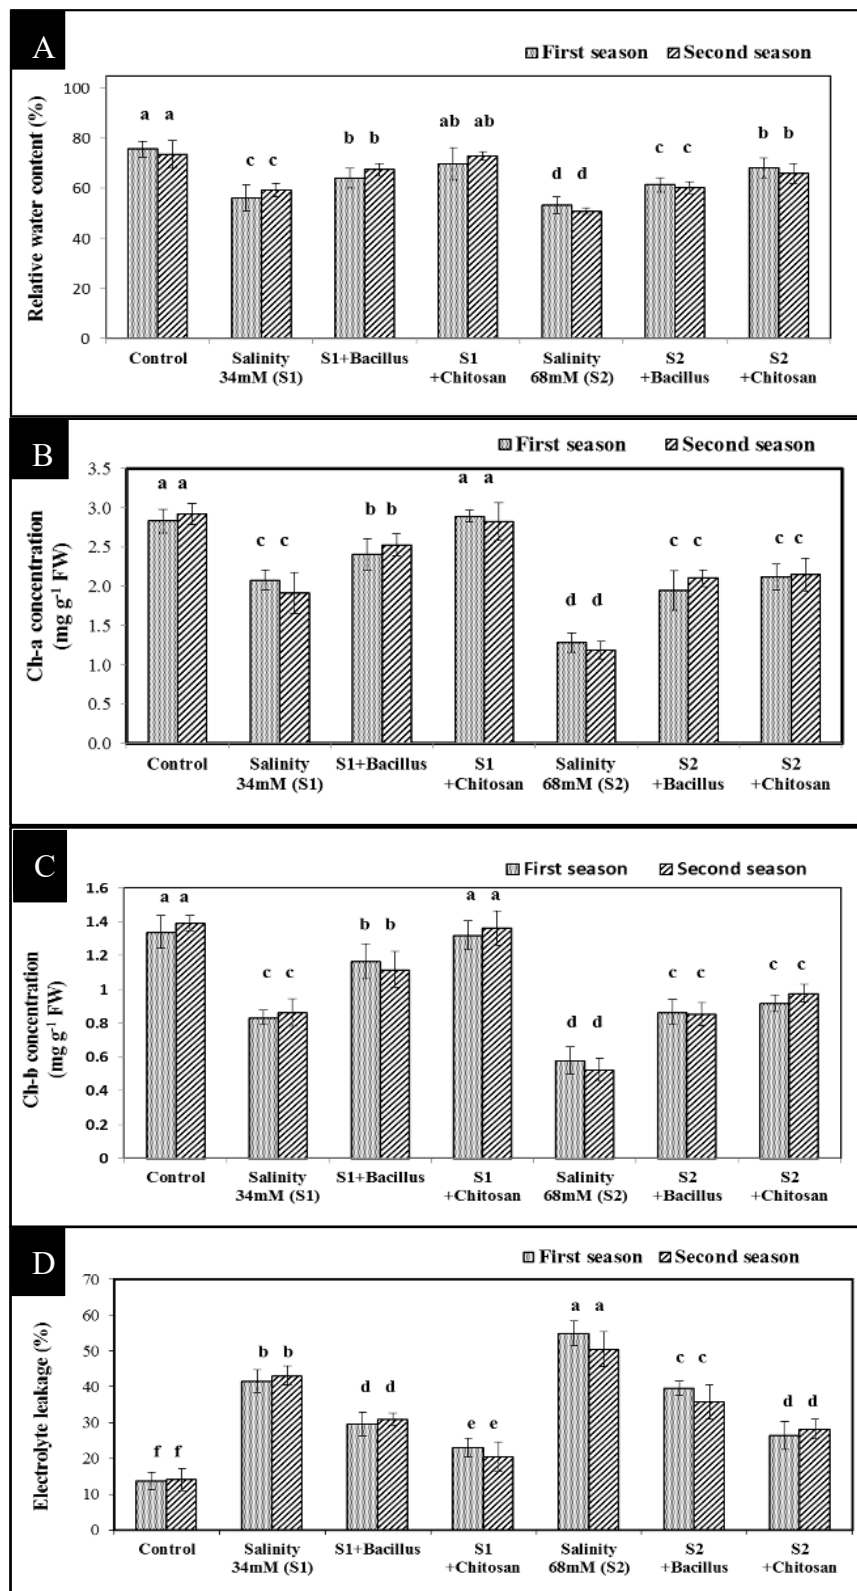 A
First season Second season
Relative water content (%)
100
80
60
40
20
0
a a
c c
b b
ab ab
d d
c c
b b
Control Salinity S1+Bacillus S1 Salinity S2 S2
34mM (S1) +Chitosan 68mM (S2) +Bacillus +Chitosan
B
First season Second season
Ch-a concentration
(mg g-1 FW)
3.5
3.0
2.5
2.0
1.5
1.0
0.5
0.0
a a
c c
b b
a a
d d
c c
c c
Control Salinity S1+Bacillus S1 Salinity S2 S2
34mM (S1) +Chitosan 68mM (S2) +Bacillus +Chitosan
C
First season Second season
Ch-b concentration
(mg g-1 FW)
1.6
1.4
1.2
1
0.8
0.6
0.4
0.2
0
a a
c c
b b
a a
d d
c c
c c
Control Salinity S1+Bacillus S1 Salinity S2 S2
34mM (S1) +Chitosan 68mM (S2) +Bacillus +Chitosan
D
First season Second season
Electrolyte leakage (%)
70
60
50
40
30
20
10
0
f f
b b
d d
e e
a a
c c
d d
Control Salinity S1+Bacillus S1 Salinity S2 S2
34mM (S1) +Chitosan 68mM (S2) +Bacillus +Chitosan